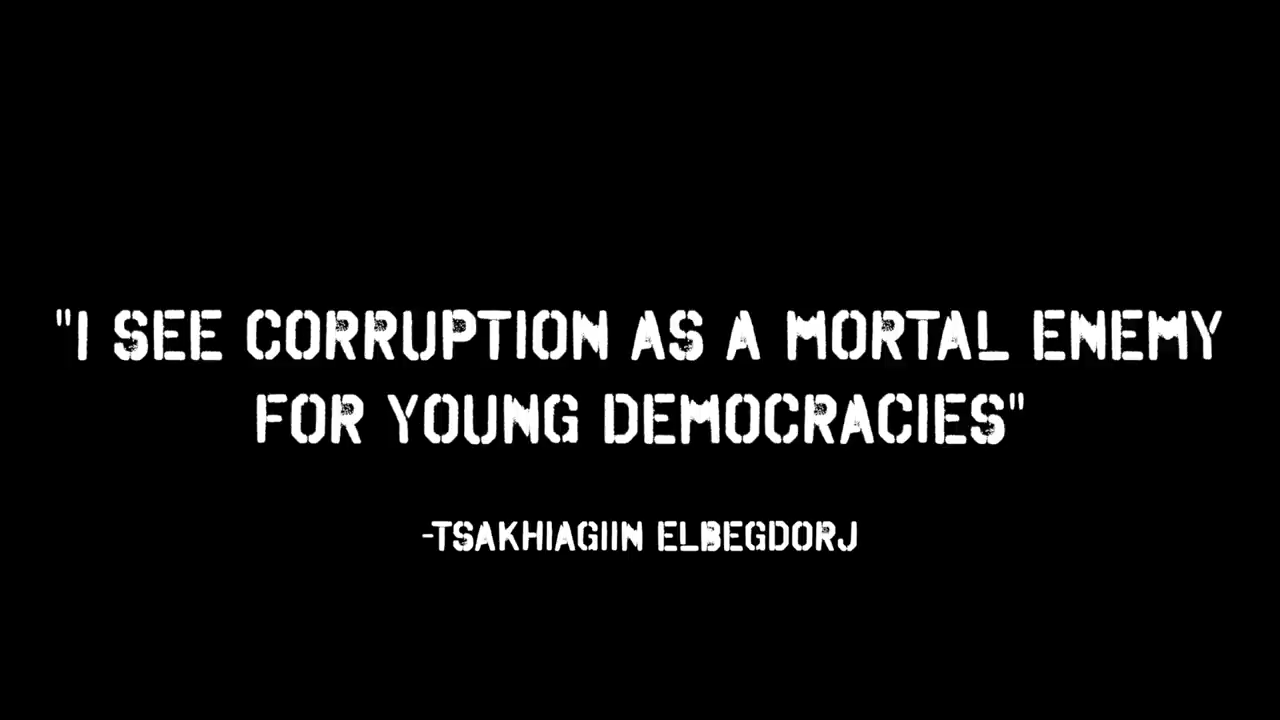 "I SEE CORRUPTION AS A MORTAL ENEMY
FOR YOUNG DEMOCRACIES"
-TSAKHIAGIIN ELBEGDORJ